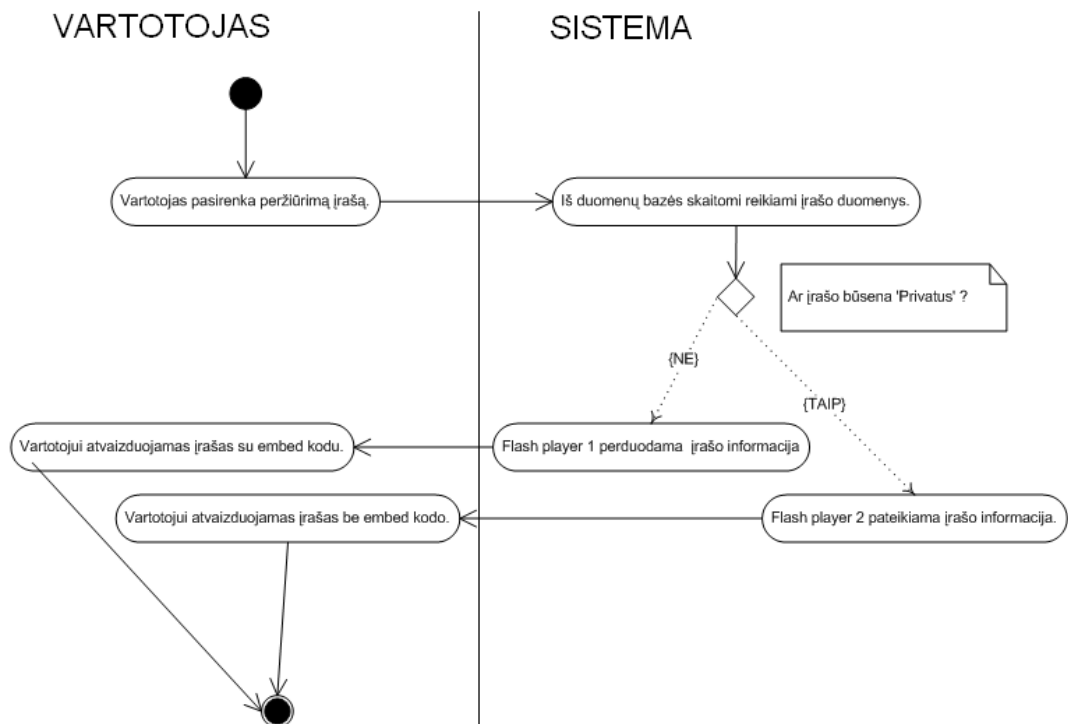 VARTOTOJAS
SISTEMA
Vartotojas pasirenka peržiūrimą įrašą.
Iš duomenų bazės skaitomi reikiami įrašo duomenys.
Ar įrašo būsena 'Privatus' ?
{NE}
{TAIP}
Vartotojui atvaizduojamas įrašas su embed kodu.
Flash player 1 perduodama įrašo informacija
Vartotojui atvaizduojamas įrašas be embed kodo.
Flash player 2 pateikiama įrašo informacija.